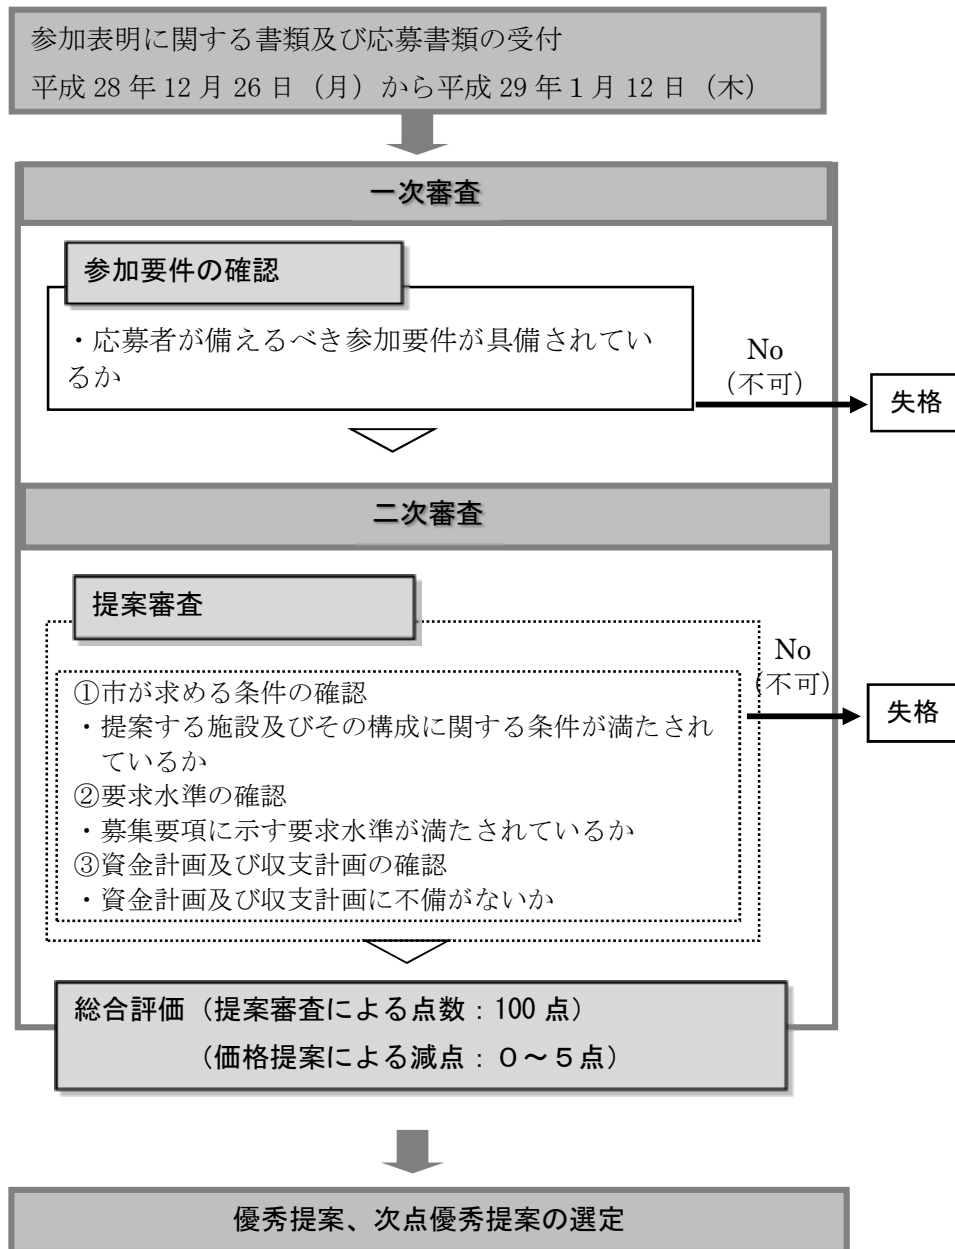 参加表明に関する書類及び応募書類の受付
平成 28 年 12 月 26 日（月）から平成 29 年１月 12 日（木）
一次審査
参加要件の確認
・応募者が備えるべき参加要件が具備されてい
るか
No
（不可）
失格
二次審査
提案審査
No
（不可）
①市が求める条件の確認
・提案する施設及びその構成に関する条件が満たされ
ているか
②要求水準の確認
・募集要項に示す要求水準が満たされているか
③資金計画及び収支計画の確認
・資金計画及び収支計画に不備がないか
失格
総合評価（提案審査による点数：100 点）
（価格提案による減点：０～５点）
優秀提案、次点優秀提案の選定